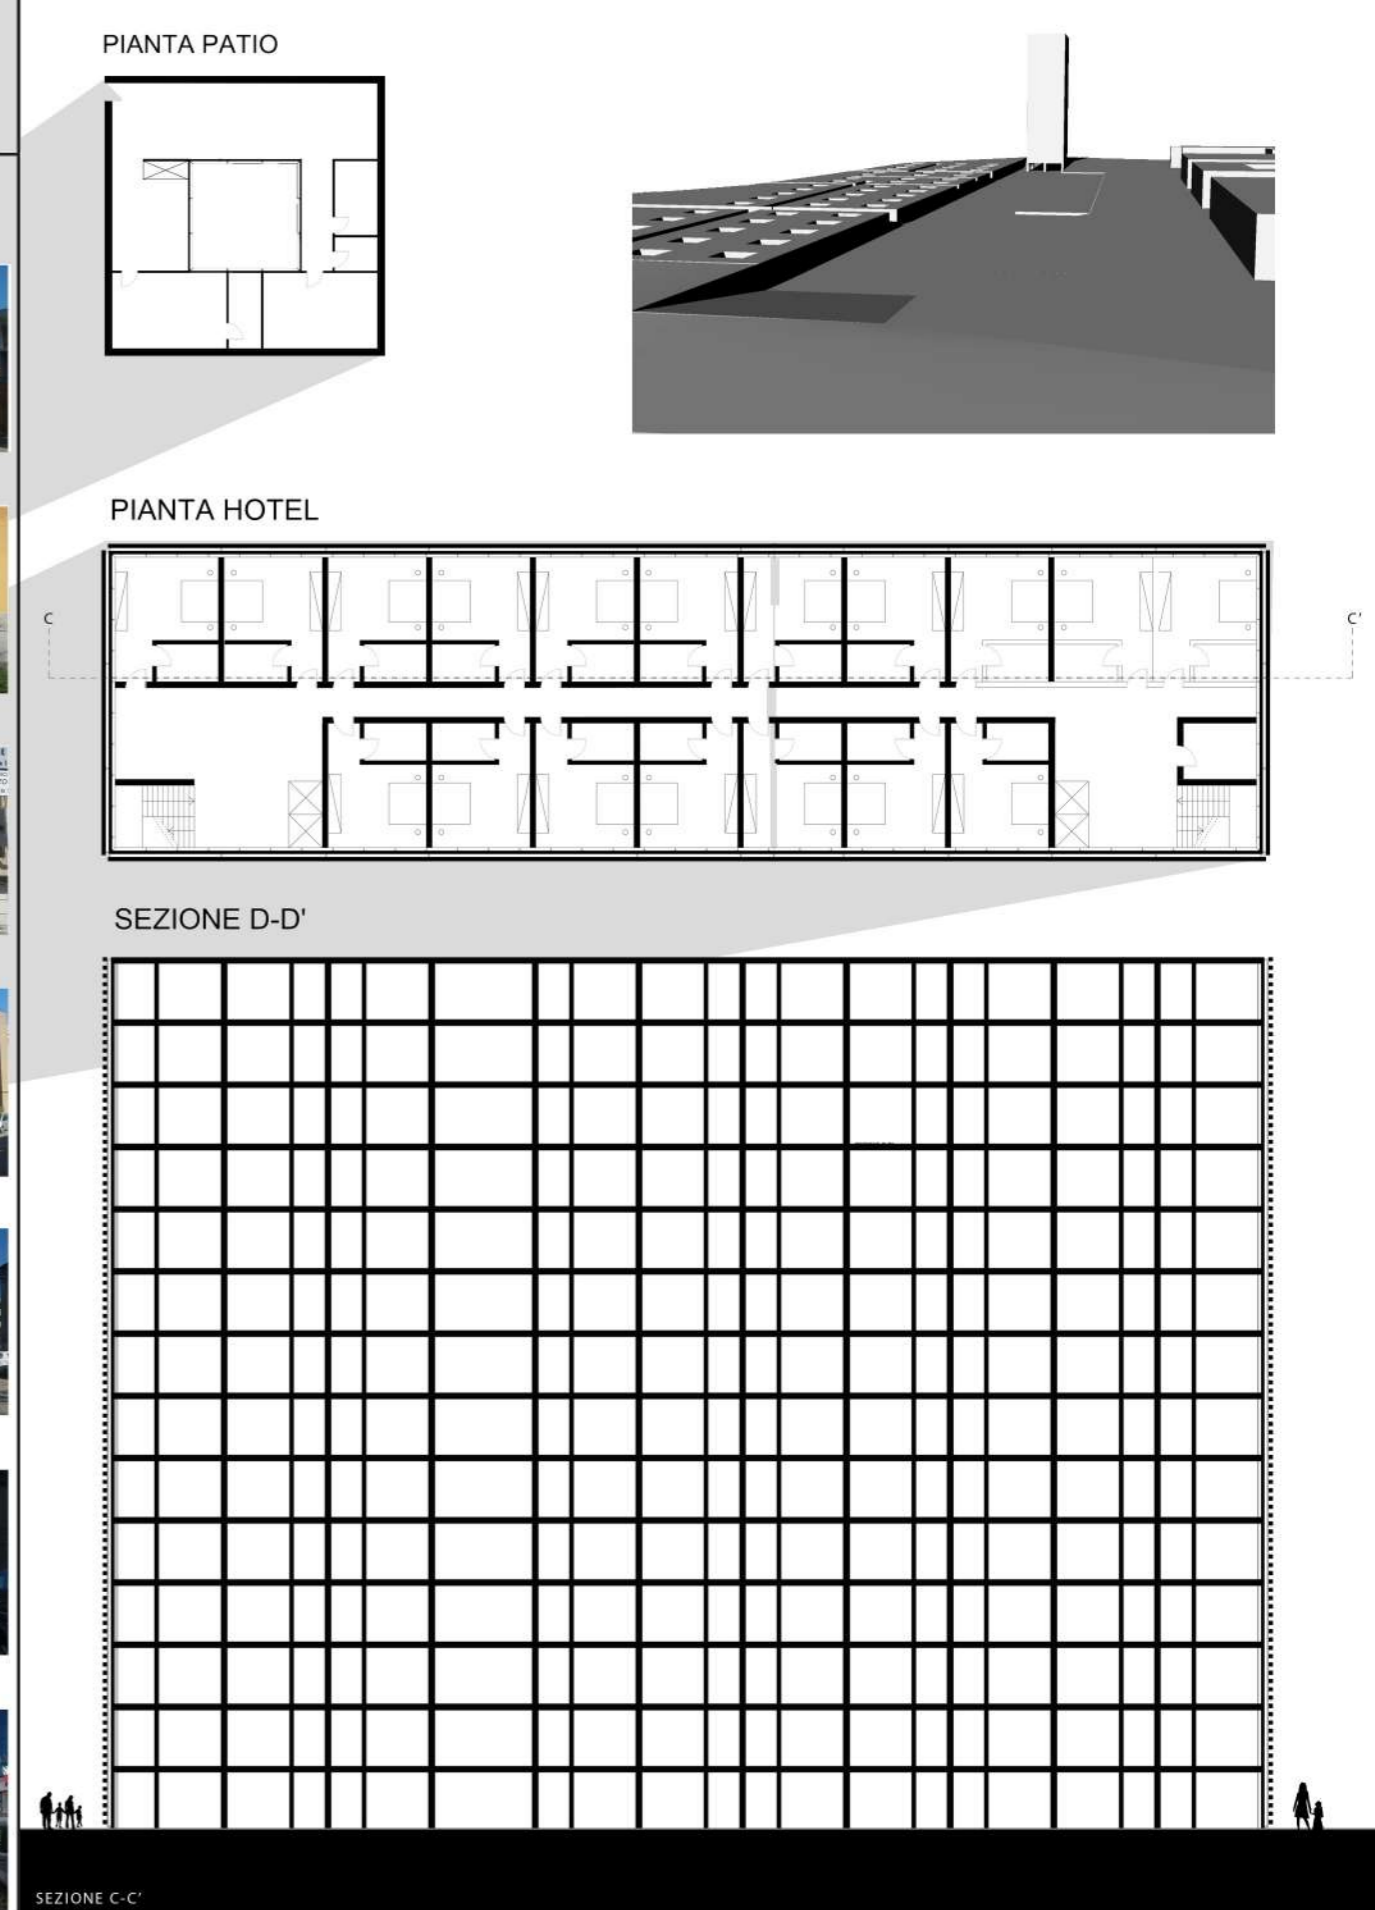 PIANTA PATIO
PIANTA HOTEL
C
C'
SEZIONE D-D'
SEZIONE C-C'